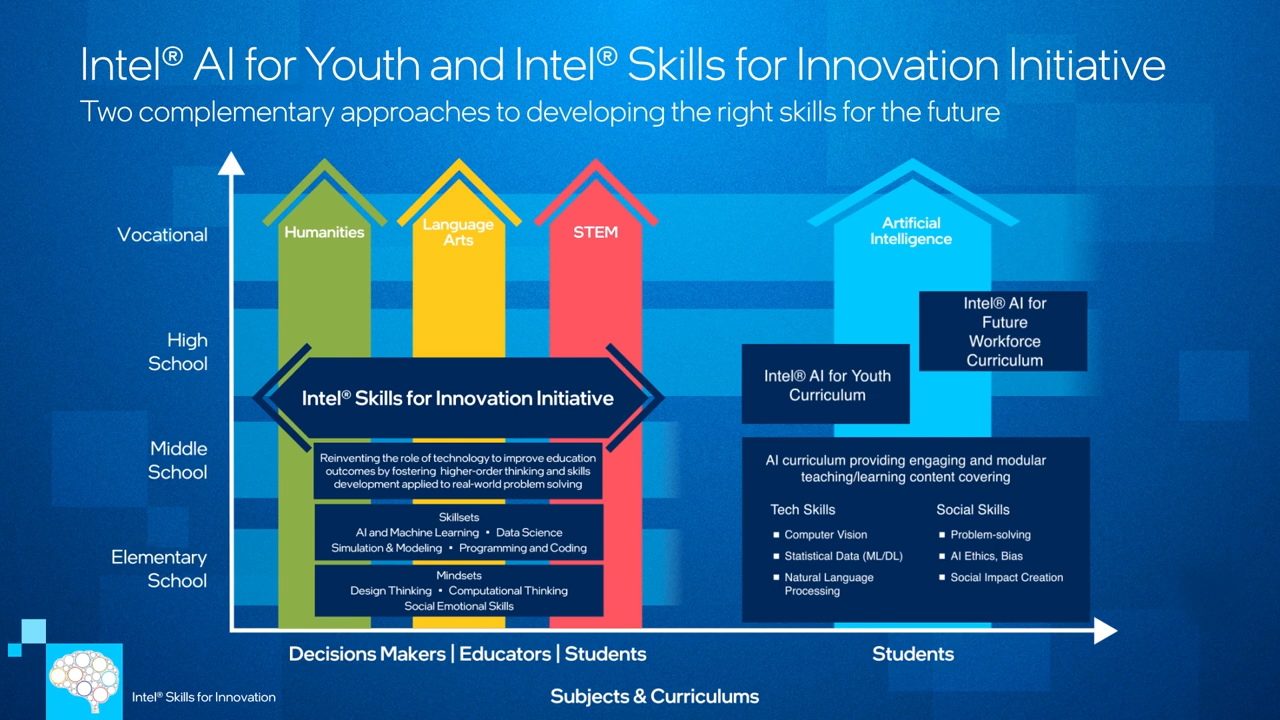 Intel® AI for Youth and Intel® Skills for Innovation Initiative
Two complementary approaches to developing the right skills for the future
Vocational
High
School
Middle
School
Elementary
School
Humanities
Language
Arts
STEM
Artificial
Intelligence
Intel® Skills for Innovation Initiative
Reinventing the role of technology to improve education
outcomes by fostering higher-order thinking and skills
development applied to real-world problem solving
Skillsets
AI and Machine Learning • Data Science
Simulation & Modeling • Programming and Coding
Mindsets
Design Thinking • Computational Thinking
Social Emotional Skills
Intel® AI for
Future
Workforce
Curriculum
Intel® AI for Youth
Curriculum
AI curriculum providing engaging and modular
teaching/learning content covering
Tech Skills
▪ Computer Vision
▪ Statistical Data (ML/DL)
▪ Natural Language
Processing
Social Skills
▪ Problem-solving
▪ AI Ethics, Bias
▪ Social Impact Creation
Decisions Makers | Educators | Students
Students
Subjects & Curriculums
Intel® Skills for Innovation